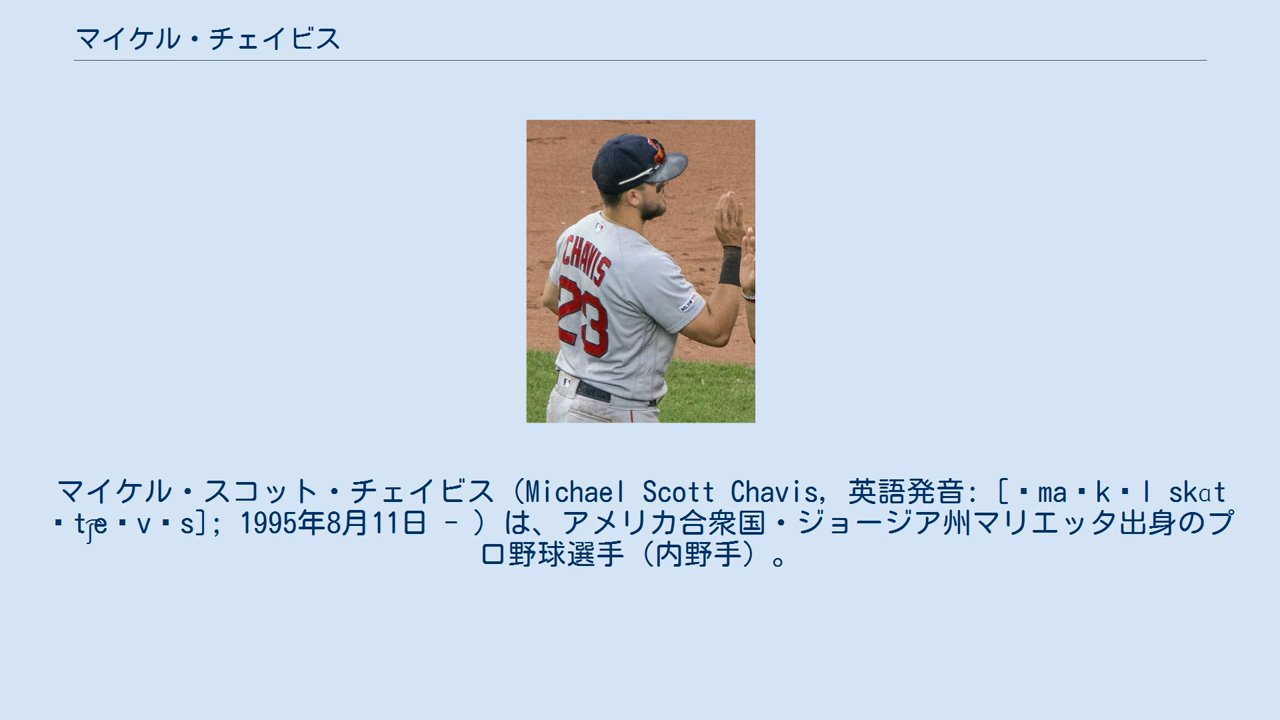 マイケル・チェイビス
CHAVIS
23
マイケル・スコット・チェイビス（Michael Scott Chavis, 英語発音: [▪ma▪k▪l skɑt
▪tʃe▪v▪s]; 1995年8月11日 - ）は、アメリカ合衆国・ジョージア州マリエッタ出身のプ
ロ野球選手（内野手）。